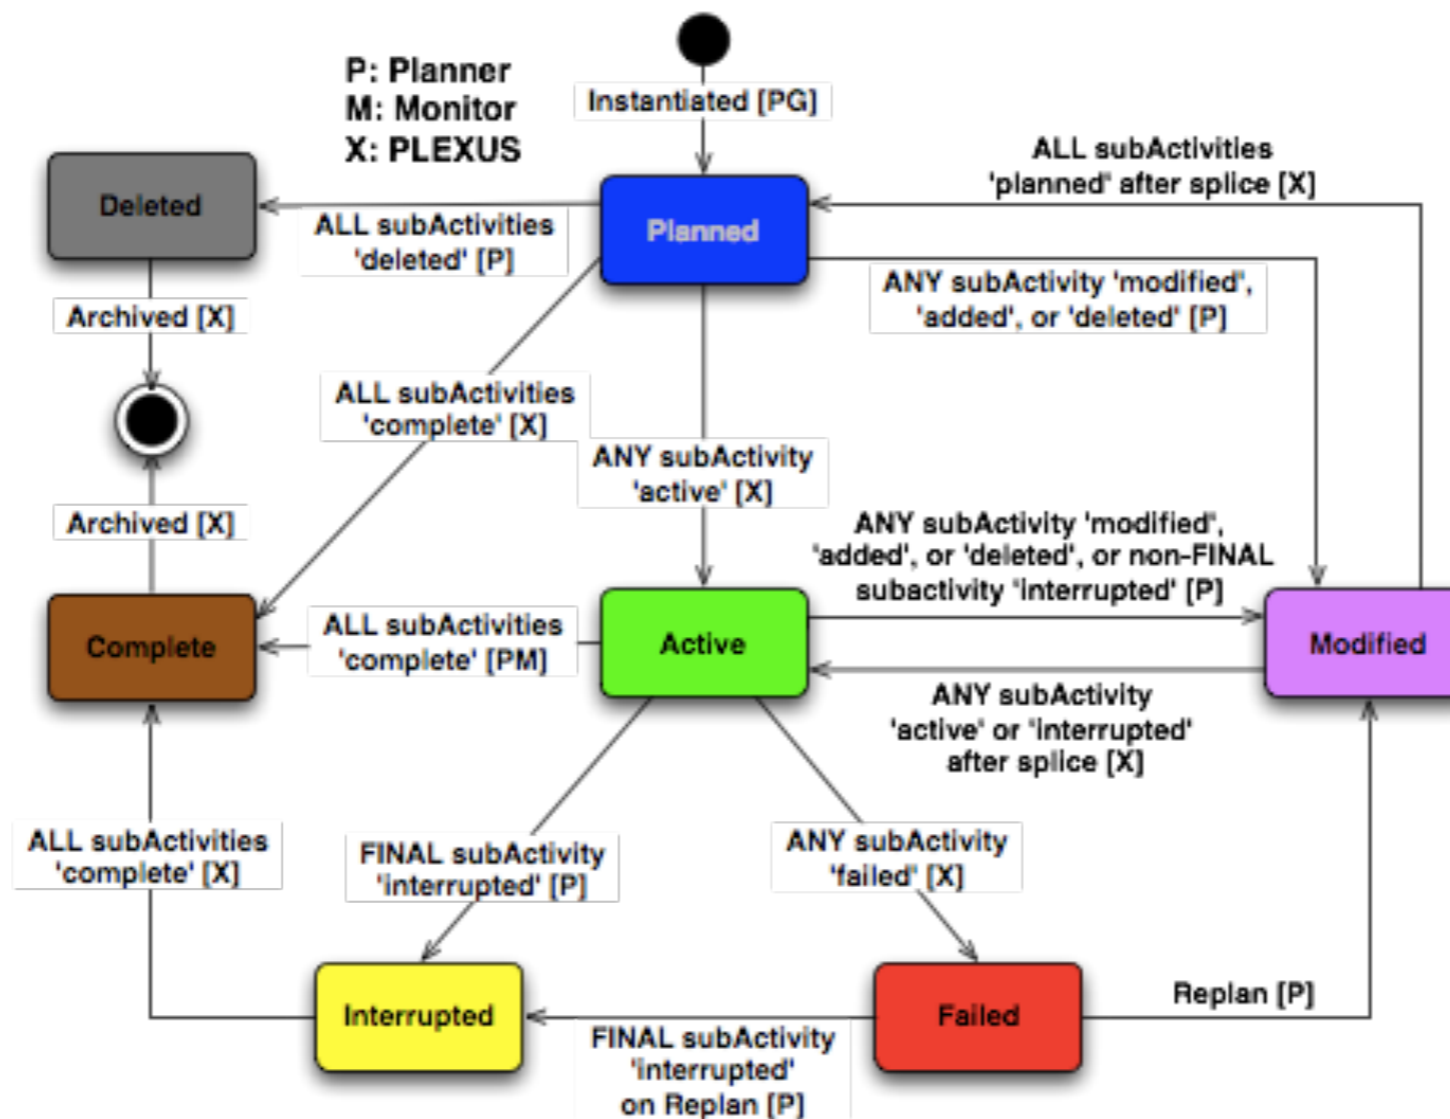 P: Planner
M: Monitor
X: PLEXUS
Instantiated [PG]
ALL subActivities
'planned' after splice [X]
Deleted
Planned
ALL subActivities
'deleted' [P]
ANY subActivity 'modified',
'added', or 'deleted' [P]
Archived [X]
ALL subActivities
'complete' [X]
ANY subActivity
'active' [X]
Archived [X]
ANY subActivity 'modified',
'added', or 'deleted', or non-FINAL
subactivity 'interrupted' [P]
Complete
ALL subActivities
'complete' [PM]
Active
Modified
ANY subActivity
'active' or 'interrupted'
after splice [X]
ALL subActivities
'complete' [X]
FINAL subActivity
'interrupted' [P]
ANY subActivity
'failed' [X]
Interrupted
Failed
Replan [P]
FINAL subActivity
'interrupted'
on Replan [P]